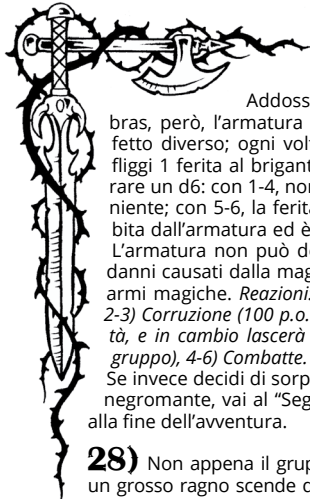 Addoss
bras, però, l’armatura
fetto diverso; ogni vol
fliggi 1 ferita al brigant
rare un d6: con 1-4, nor
niente; con 5-6, la ferita
bita dall’armatura ed è
L’armatura non può de
danni causati dalla mag
armi magiche. Reazioni.
2-3) Corruzione (100 p.o.
tà, e in cambio lascerà
gruppo), 4-6) Combatte.
Se invece decidi di sorp
negromante, vai al “Seg
alla fine dell’avventura.
28) Non appena il grup
un grosso ragno scende d